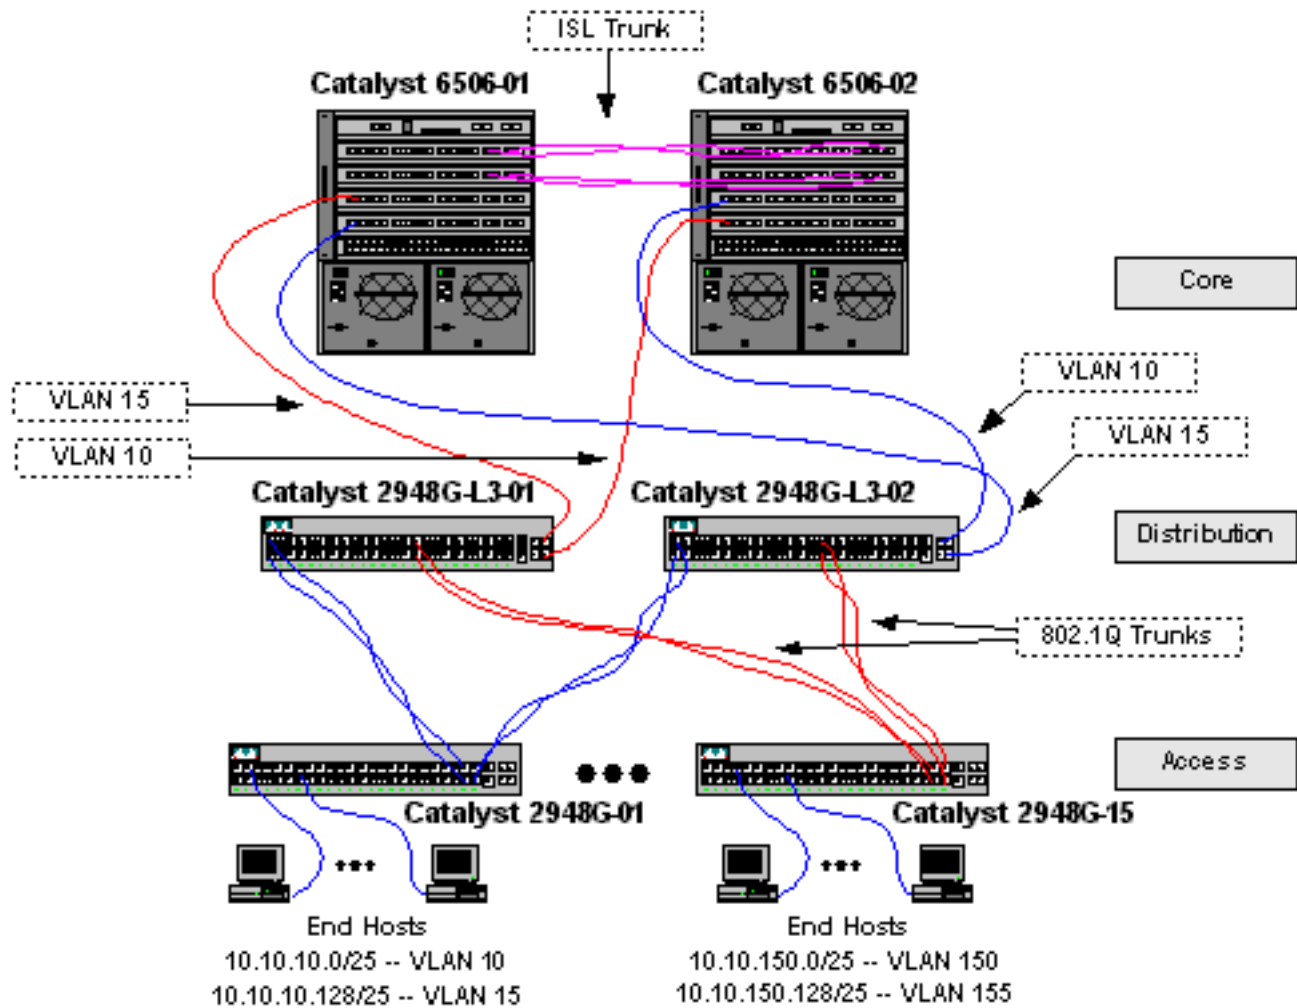 ISL Trunk
Catalyst 6506-01
Catalyst 6506-02
Core
VLAN 10
VLAN 15
VLAN 15
VLAN 10
Catalyst 2948G-L3-01
Catalyst 2948G-L3-02
Distribution
802.1Q Trunks
Access
Catalyst 2948G-01
Catalyst 2948G-15
End Hosts
10.10.10.0/25 -- VLAN 10
10.10.10.128/25 -- VLAN 15
End Hosts
10.10.150.0/25 -- VLAN 150
10.10.150.128/25 -- VLAN 155